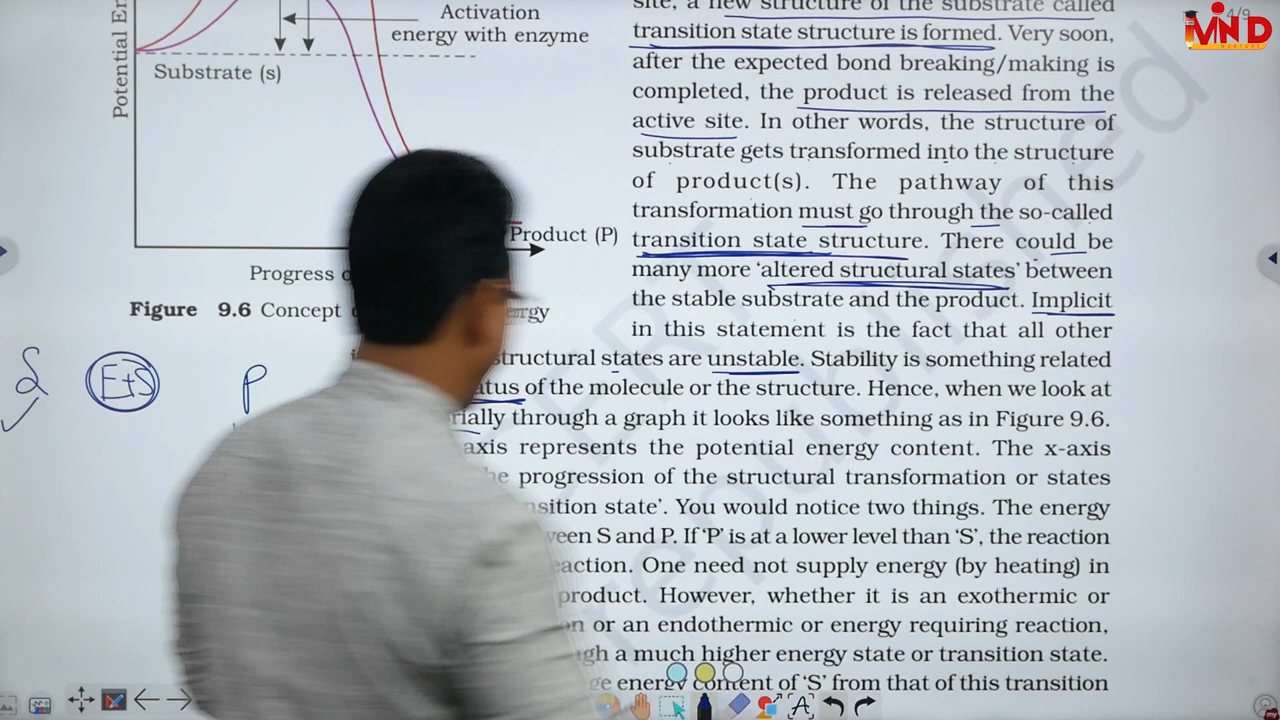 Potential En
Activation
energy with enzyme
Substrate (s)
Product (P)
Progress
Figure 9.6 Concept
ergy
site, a new structure of the substrate called
transition state structure is formed. Very soon,
after the expected bond breaking/making is
completed, the product is released from the
active site. In other words, the structure of
substrate gets transformed into the structure
of product(s). The pathway of this
transformation must go through the so-called
transition state structure. There could be
many more ‘altered structural states’ between
the stable substrate and the product. Implicit
in this statement is the fact that all other
structural states are unstable. Stability is something related
atus of the molecule or the structure. Hence, when we look at
rially through a graph it looks like something as in Figure 9.6.
axis represents the potential energy content. The x-axis
he progression of the structural transformation or states
nsition state’. You would notice two things. The energy
veen S and P. If ‘P’ is at a lower level than ‘S’, the reaction
eaction. One need not supply energy (by heating) in
product. However, whether it is an exothermic or
n or an endothermic or energy requiring reaction,
gh a much higher energy state or transition state.
ge energy content of ‘S’ from that of this transition
S E+S P
4/9
MIND